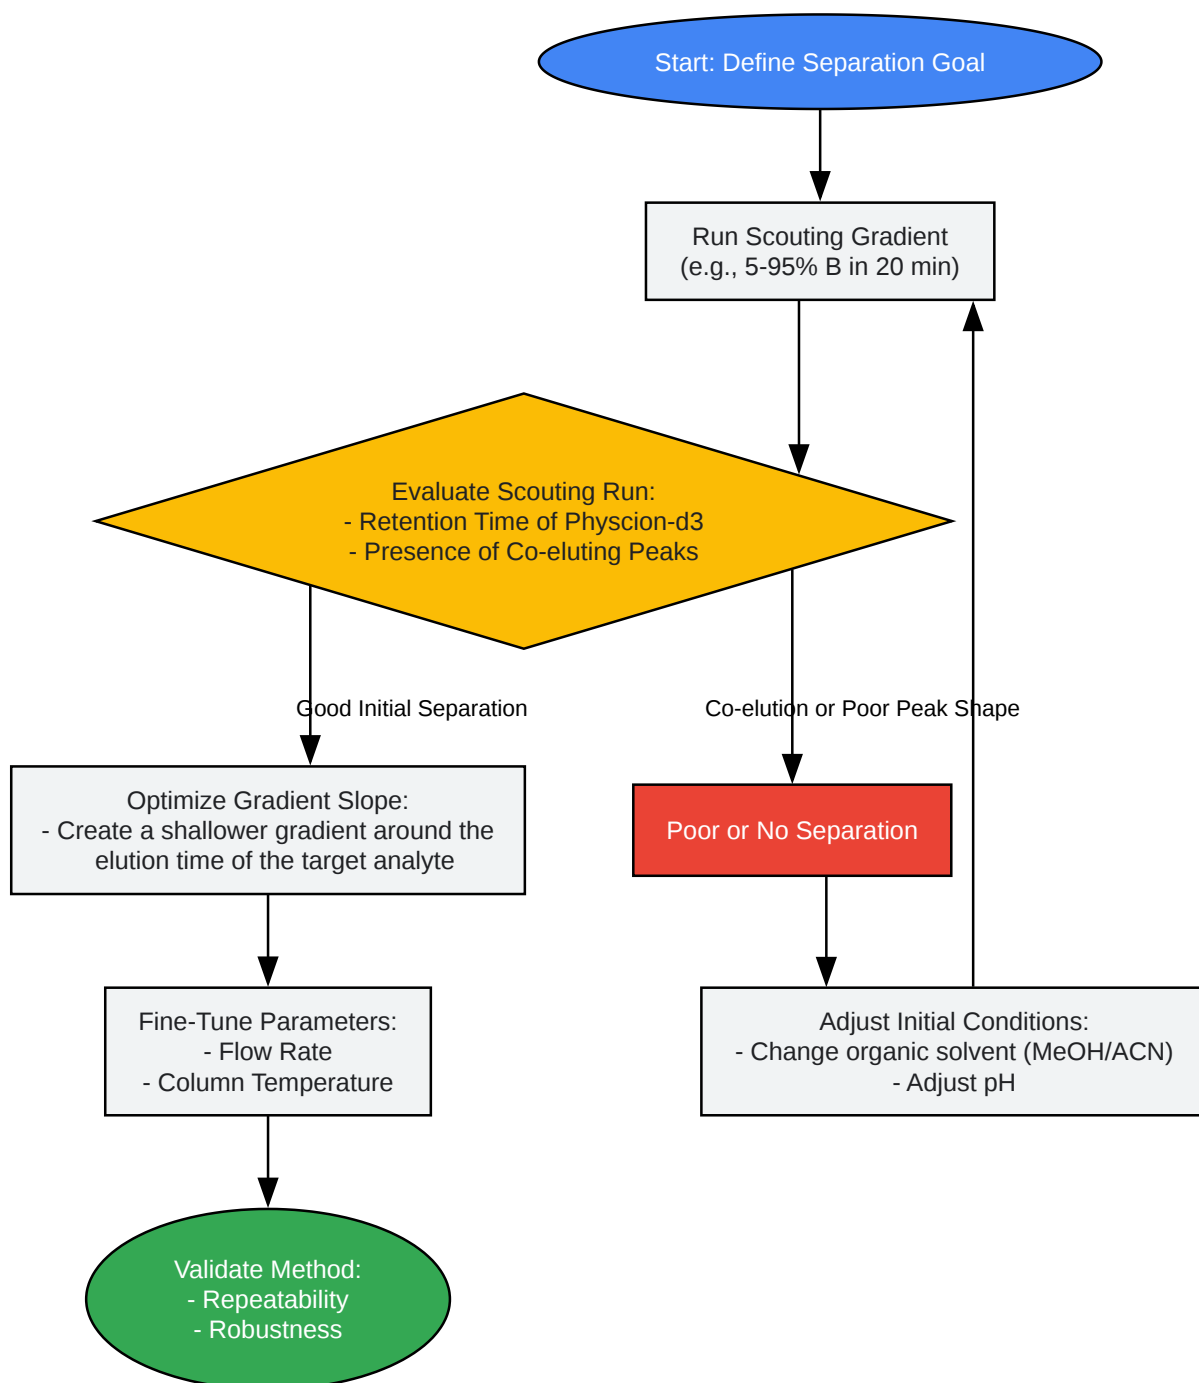 Start: Define Separation Goal
Run Scouting Gradient
(e.g., 5-95% B in 20 min)
Evaluate Scouting Run:
- Retention Time of Physcion-d3
- Presence of Co-eluting Peaks
Good Initial Separation
Co-elution or Poor Peak Shape
Optimize Gradient Slope:
- Create a shallower gradient around the
elution time of the target analyte
Poor or No Separation
Fine-Tune Parameters:
- Flow Rate
- Column Temperature
Adjust Initial Conditions:
- Change organic solvent (MeOH/ACN)
- Adjust pH
Validate Method:
- Repeatability
- Robustness